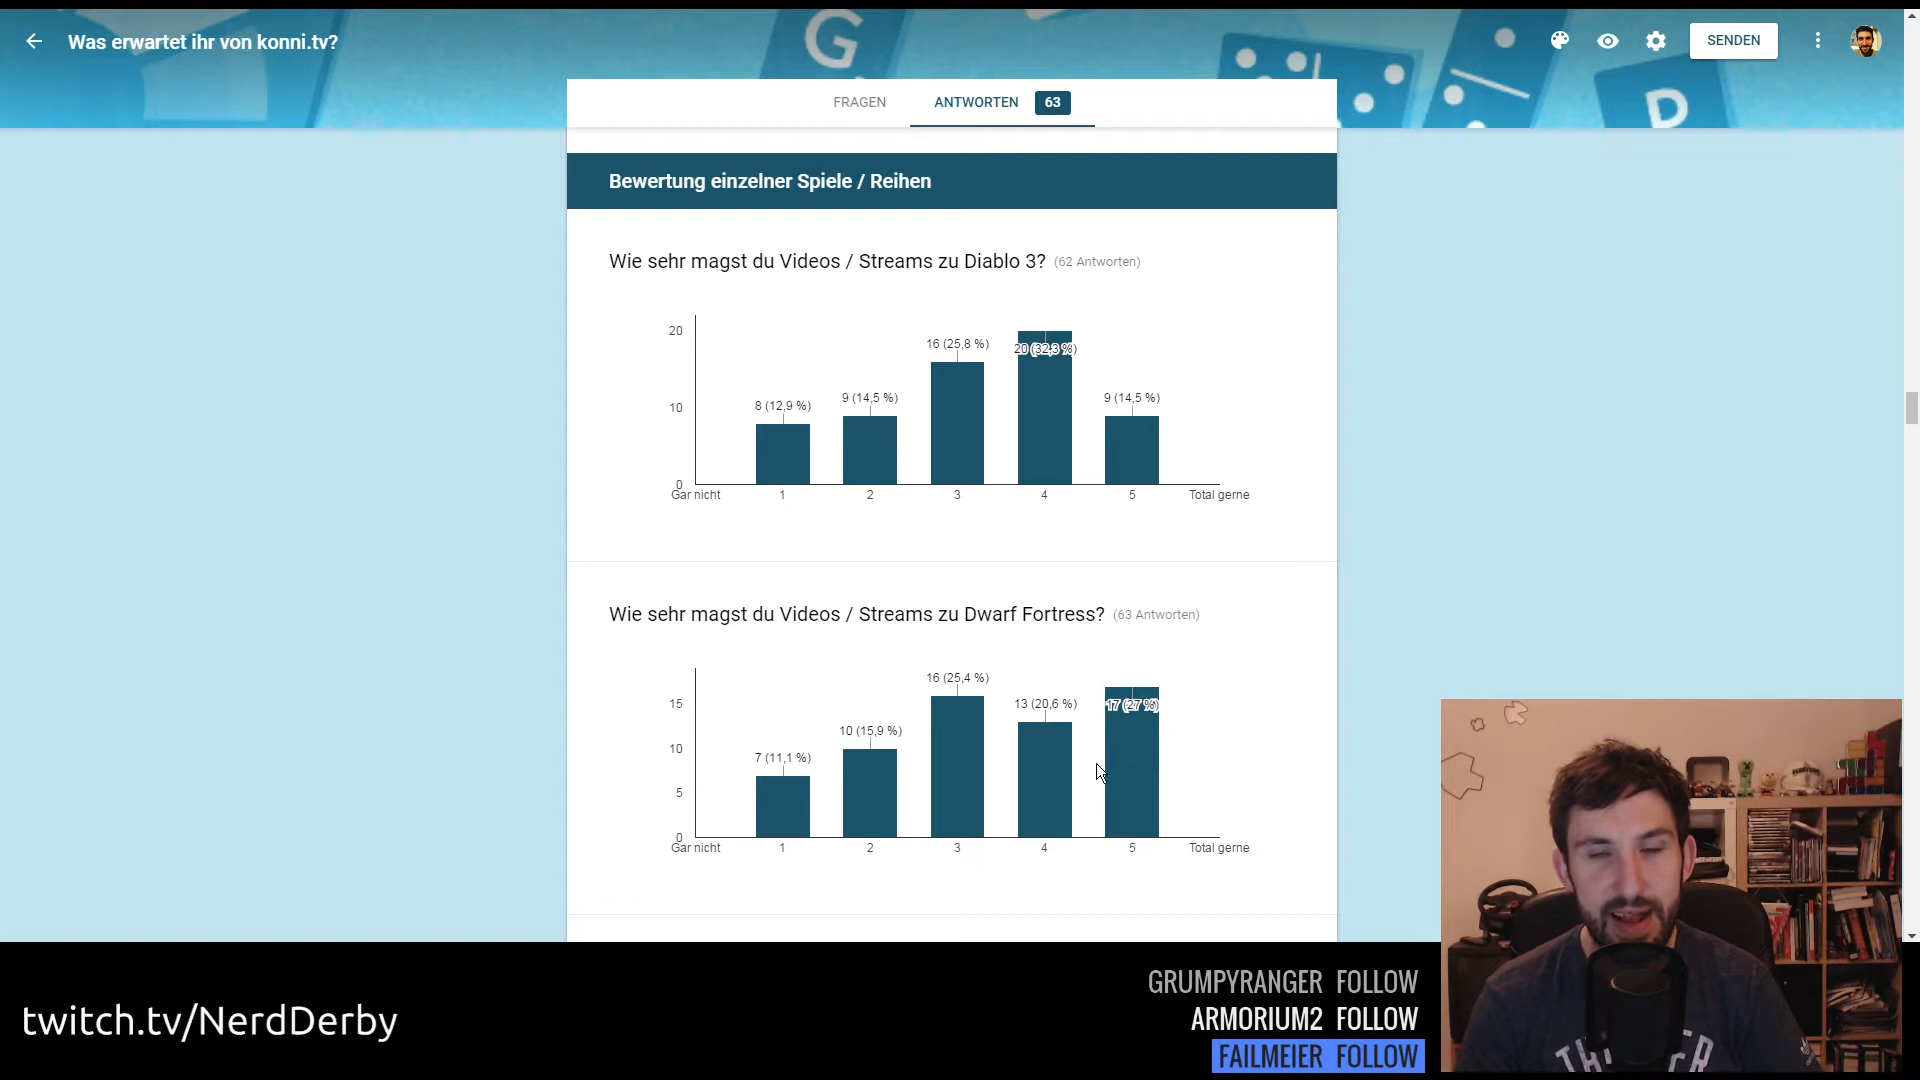 Was erwartet ihr von konni.tv?
SENDEN
G
D
FRAGEN
ANTWORTEN 63
Bewertung einzelner Spiele / Reihen
Wie sehr magst du Videos / Streams zu Diablo 3? (62 Antworten)
20
10
0
8 (12,9 %)
9 (14,5 %)
16 (25,8 %)
20 (32,3 %)
9 (14,5 %)
Gar nicht 1 2 3 4 5 Total gerne
Wie sehr magst du Videos / Streams zu Dwarf Fortress? (63 Antworten)
15
10
5
0
7 (11,1 %)
10 (15,9 %)
16 (25,4 %)
13 (20,6 %)
17 (27 %)
Gar nicht 1 2 3 4 5 Total gerne
twitch.tv/NerdDerby
GRUMPYRANGER FOLLOW
ARMORIUM2 FOLLOW
FAILMEIER FOLLOW